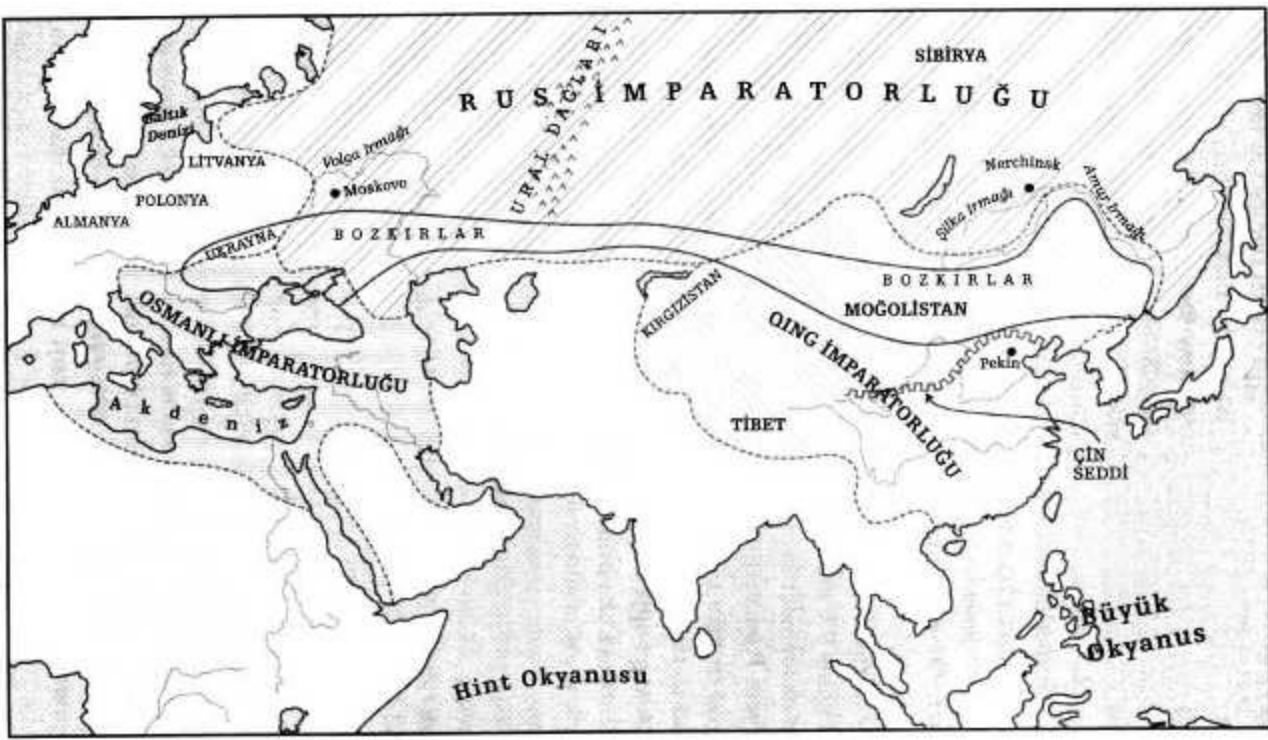 SİBİRYA
RUS İMPARATORLUĞU
URAL DAĞLARI
Baltık
Denizi
LİTVANYA
Volga Irmağı
Moskova
POLONYA
ALMANYA
Nerchinsk
Şilka Irmağı
Amur Irmağı
UKRAYNA
BOZKIRLAR
BOZKIRLAR
MOĞOLİSTAN
KIRGIZİSTAN
OSMANLI İMPARATORLUĞU
QING İMPARATORLUĞU
Pekin
Akdeniz
TİBET
ÇİN
SEDDİ
Büyük
Okyanus
Hint Okyanusu